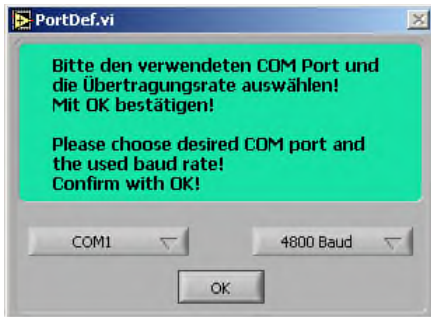 PortDef.vi
Bitte den verwendeten COM Port und
die Übertragungsrate auswählen!
Mit OK bestätigen!
Please choose desired COM port and
the used baud rate!
Confirm with OK!
COM1 4800 Baud
OK